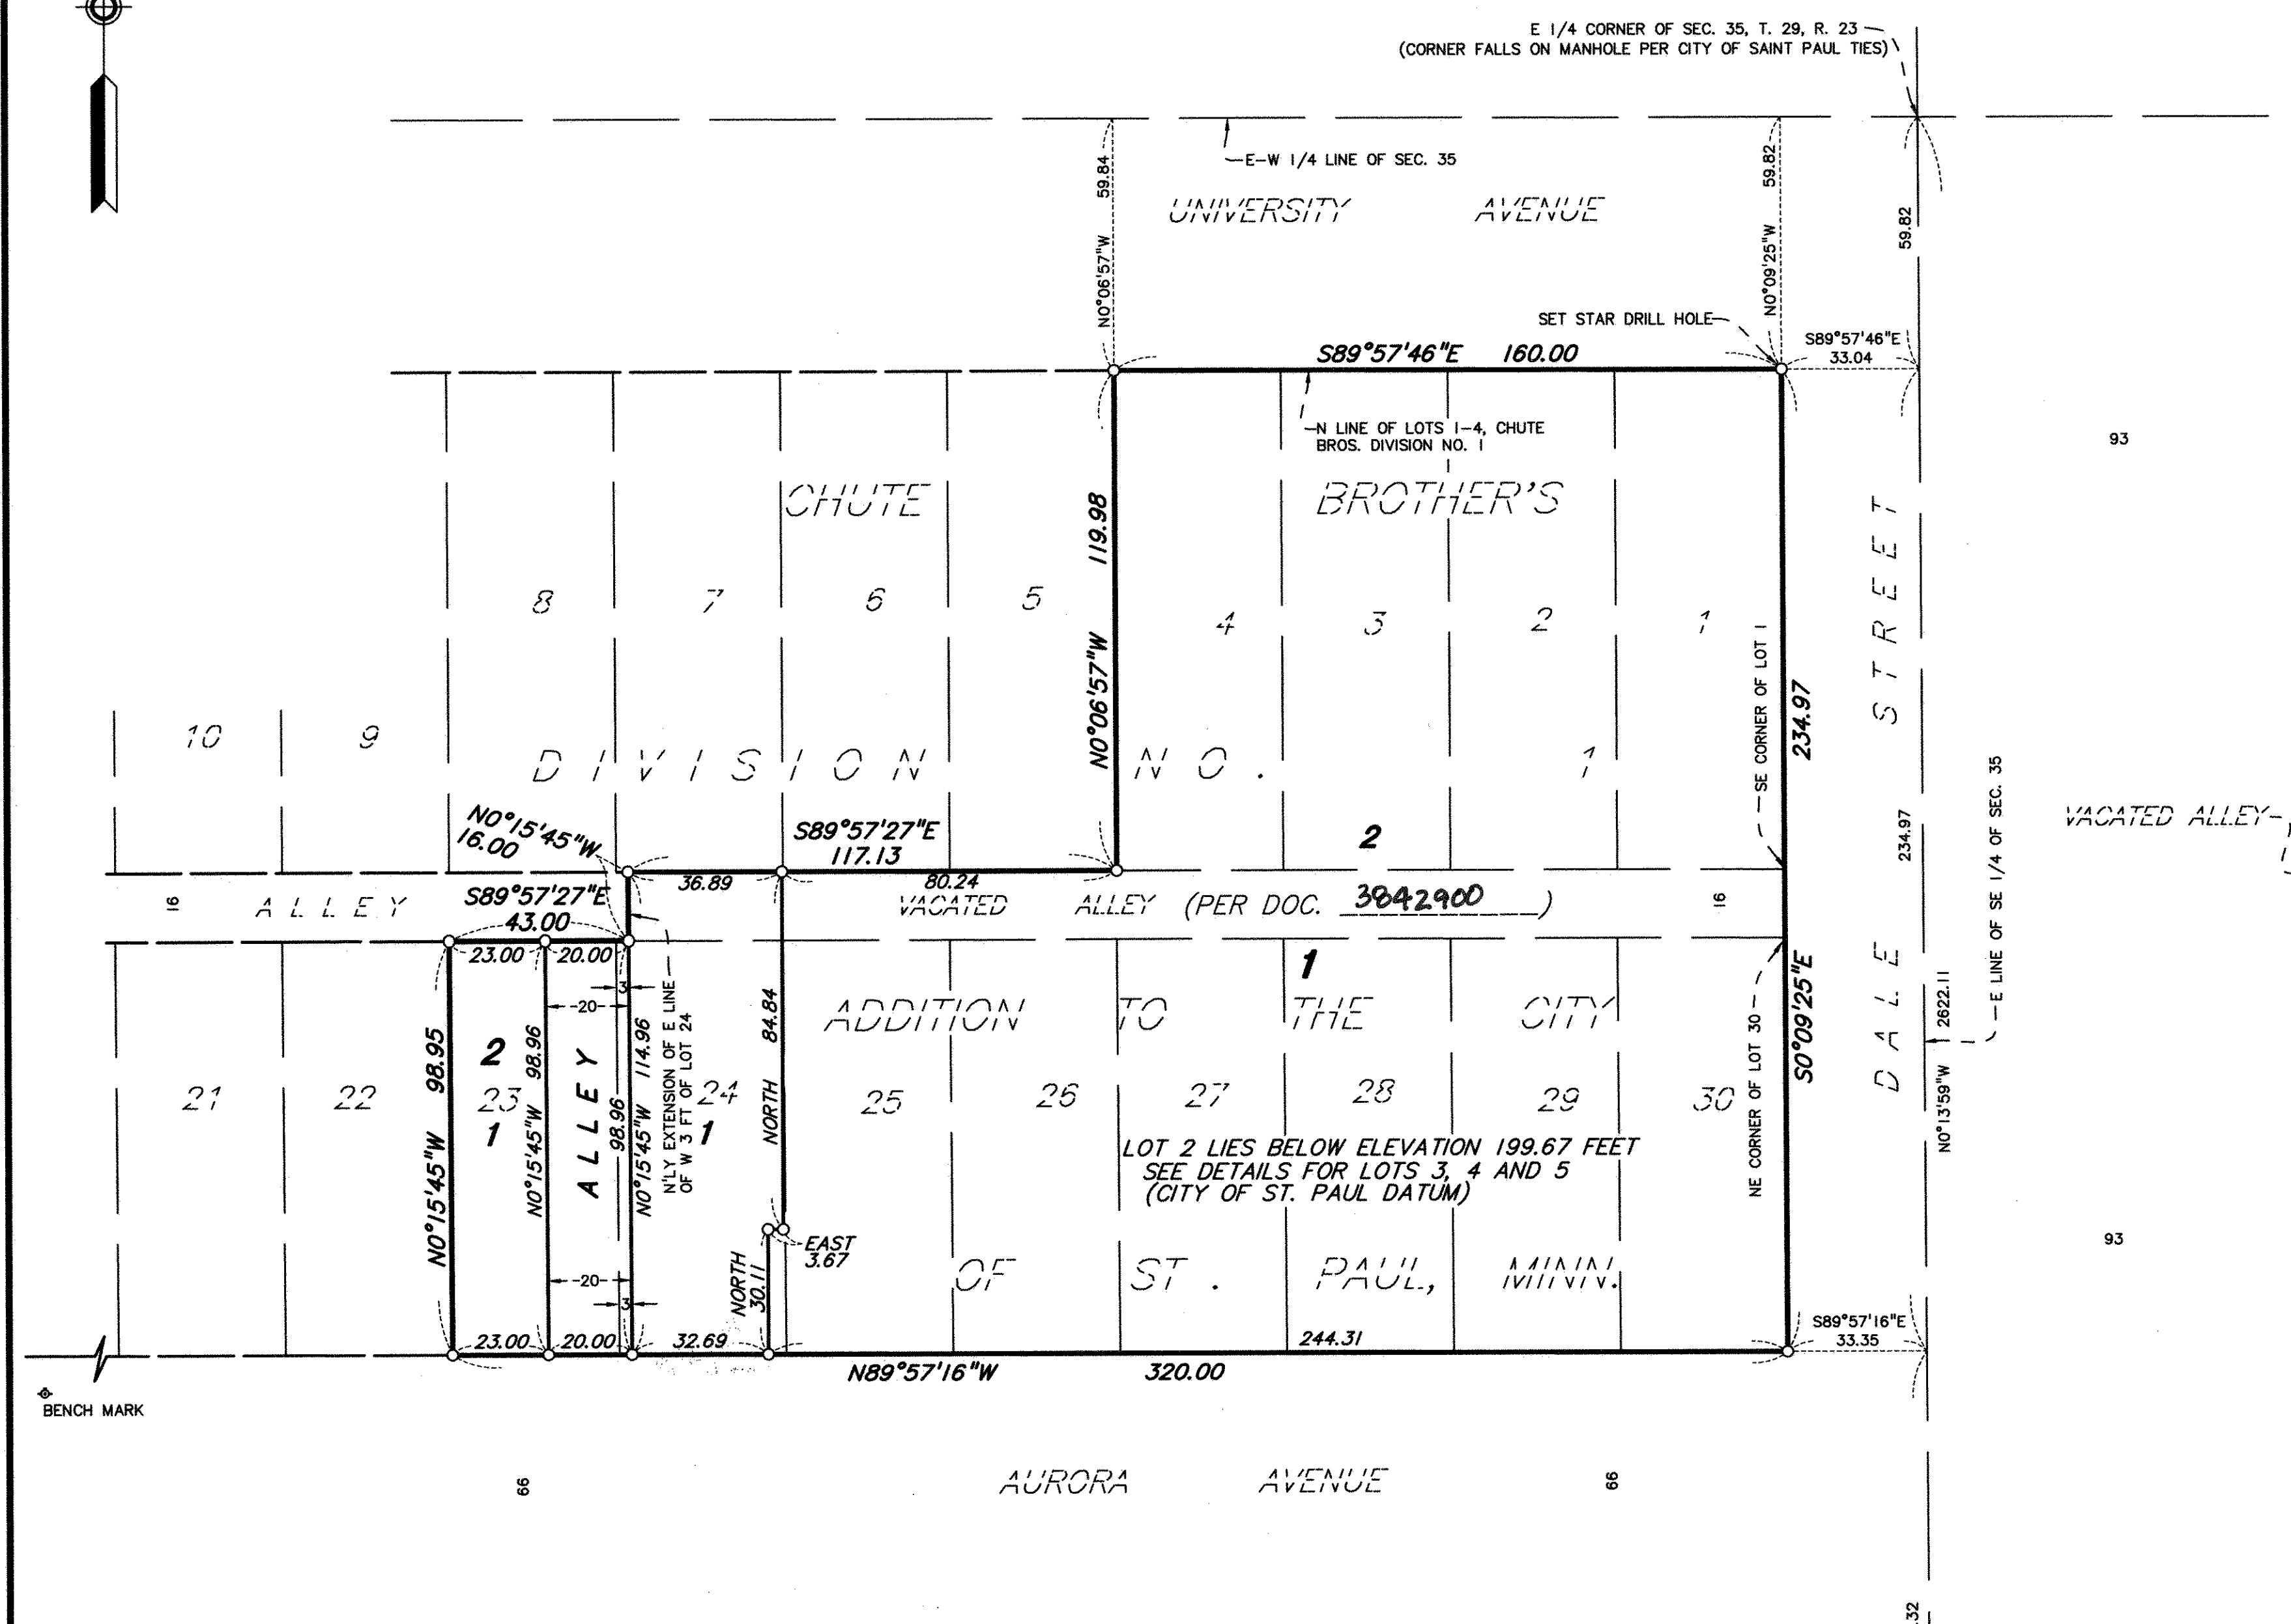 E 1/4 CORNER OF SEC. 35, T. 29, R. 23
(CORNER FALLS ON MANHOLE PER CITY OF SAINT PAUL TIES)
E-W 1/4 LINE OF SEC. 35
59.84
N0°06'57"W
59.82
N0°09'25"W
59.82
UNIVERSITY AVENUE
SET STAR DRILL HOLE
S89°57'46"E 160.00
S89°57'46"E
33.04
N LINE OF LOTS 1-4, CHUTE
BROS. DIVISION NO. 1
93
CHUTE BROTHER'S
119.98
N0°06'57"W
8 7 6 5 4 3 2 1
10 9
DIVISION NO. 1
SE CORNER OF LOT 1
234.97
S0°09'25"E
DALE STREET
234.97
E LINE OF SE 1/4 OF SEC. 35
VACATED ALLEY
N0°15'45"W
16.00
S89°57'27"E
117.13
2
36.89
80.24
16
ALLEY
S89°57'27"E
43.00
VACATED ALLEY (PER DOC. 3842900)
16
23.00 20.00
3
-20-
1
ADDITION TO THE CITY
N0°15'45"W 98.95
2
N0°15'45"W 98.96
ALLEY
98.96
N0°15'45"W 114.96
N'LY EXTENSION OF E LINE
OF W 3 FT OF LOT 24
NORTH 84.84
21 22 23 24 25 26 27 28 29 30
1 1
NE CORNER OF LOT 30
N0°13'59"W 2622.11
LOT 2 LIES BELOW ELEVATION 199.67 FEET
SEE DETAILS FOR LOTS 3, 4 AND 5
(CITY OF ST. PAUL DATUM)
EAST
3.67
NORTH
30.11
93
OF ST. PAUL, MINN.
-20-
3
S89°57'16"E
33.35
23.00 20.00 32.69 244.31
N89°57'16"W 320.00
BENCH MARK
66
AURORA AVENUE
66